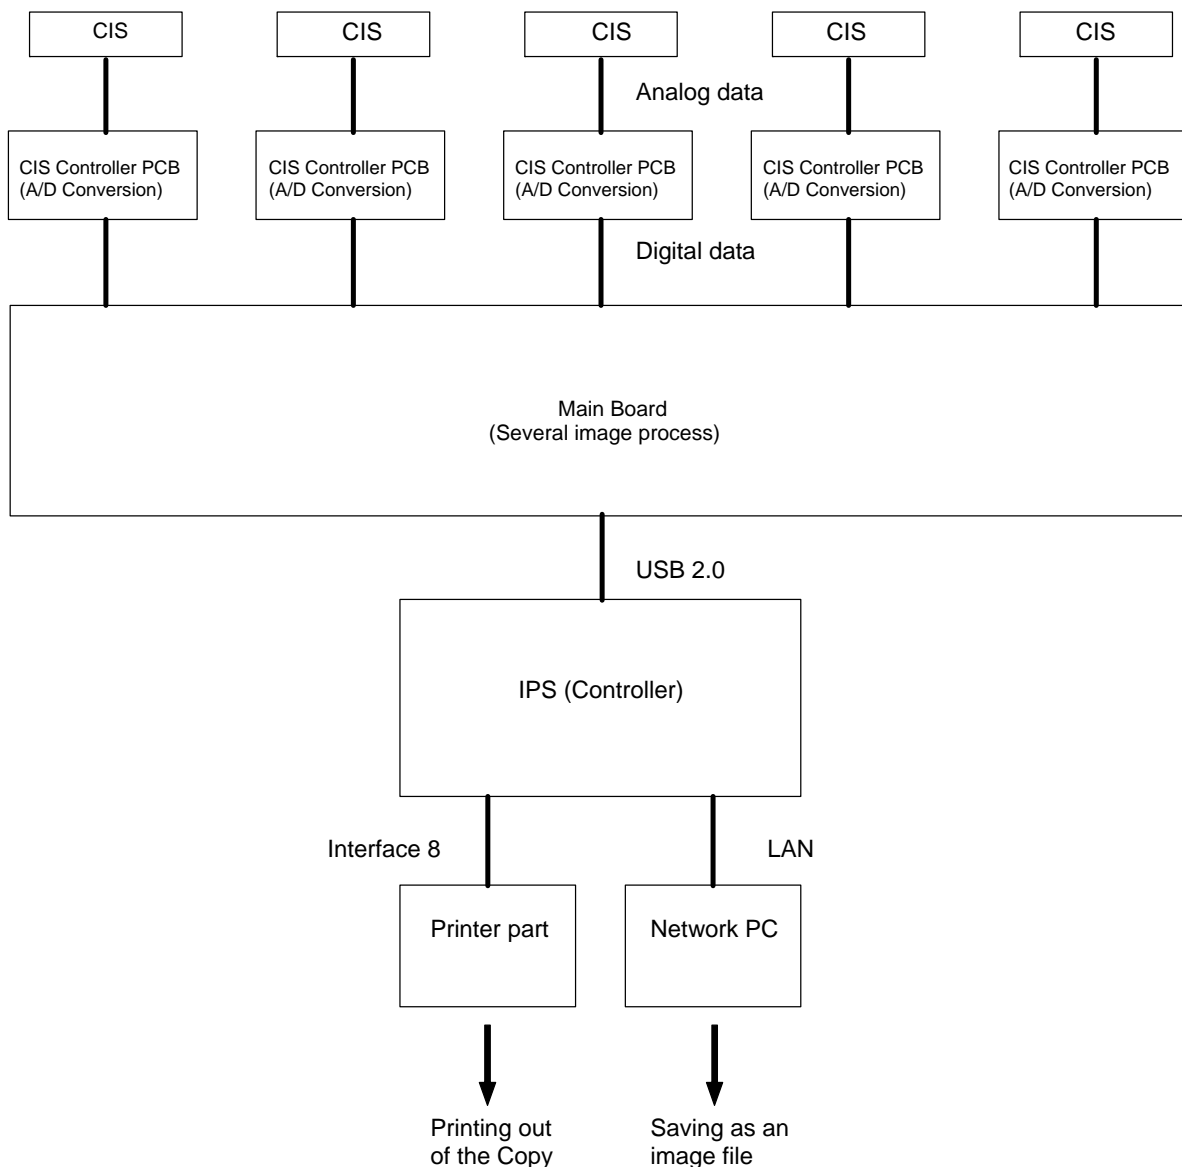 CIS CIS CIS CIS CIS
Analog data
CIS Controller PCB CIS Controller PCB CIS Controller PCB CIS Controller PCB CIS Controller PCB
(A/D Conversion) (A/D Conversion) (A/D Conversion) (A/D Conversion) (A/D Conversion)
Digital data
Main Board
(Several image process)
USB 2.0
IPS (Controller)
Interface 8 LAN
Printer part Network PC
Printing out Saving as an
of the Copy image file